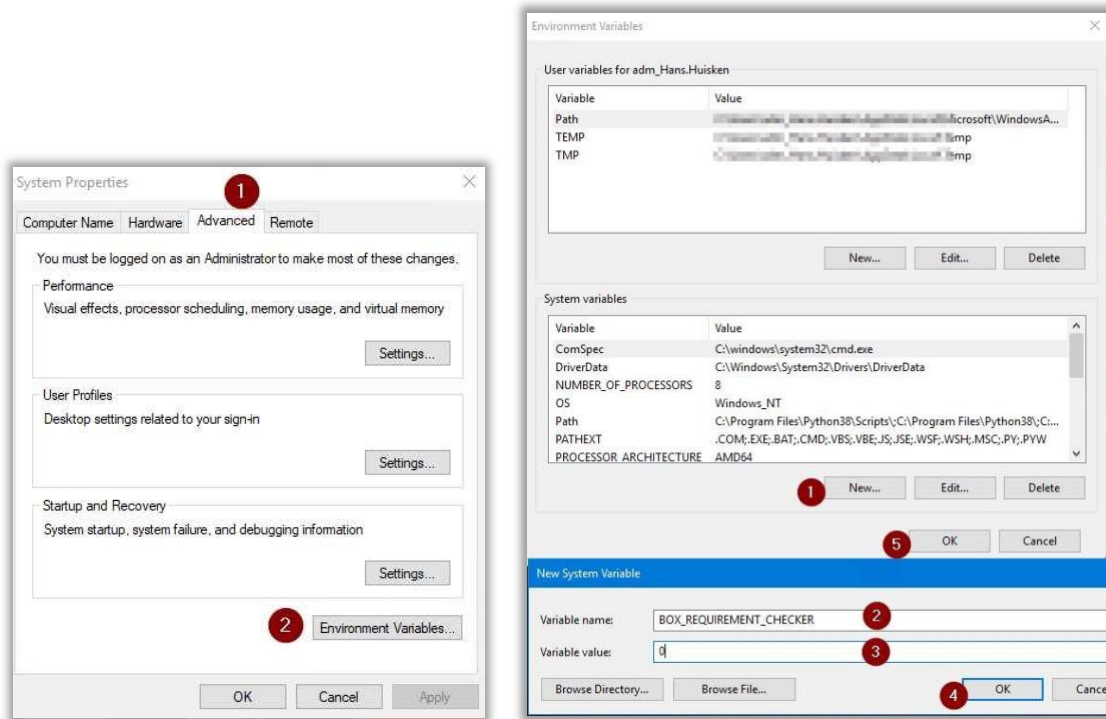 System Properties
1
Computer Name Hardware Advanced Remote
You must be logged on as an Administrator to make most of these changes.
Performance
Visual effects, processor scheduling, memory usage, and virtual memory
Settings...
User Profiles
Desktop settings related to your sign-in
Settings...
Startup and Recovery
System startup, system failure, and debugging information
Settings...
2 Environment Variables...
OK Cancel Apply
Environment Variables
User variables for adm_Hans.Huisken
Variable Value
Path icrosoft\WindowsA...
TEMP Temp
TMP Temp
New... Edit... Delete
System variables
Variable Value
ComSpec C:\windows\system32\cmd.exe
DriverData C:\Windows\System32\Drivers\DriverData
NUMBER_OF_PROCESSORS 8
OS Windows_NT
Path C:\Program Files\Python38\Scripts\;C:\Program Files\Python38\;C:...
PATHEXT .COM;.EXE;.BAT;.CMD;.VBS;.VBE;.JS;.JSE;.WSF;.WSH;.MSC;.PY;.PYW
PROCESSOR_ARCHITECTURE AMD64
1 New... Edit... Delete
5 OK Cancel
New System Variable
Variable name: BOX_REQUIREMENT_CHECKER 2
Variable value: 0 3
Browse Directory... Browse File... 4 OK Cance